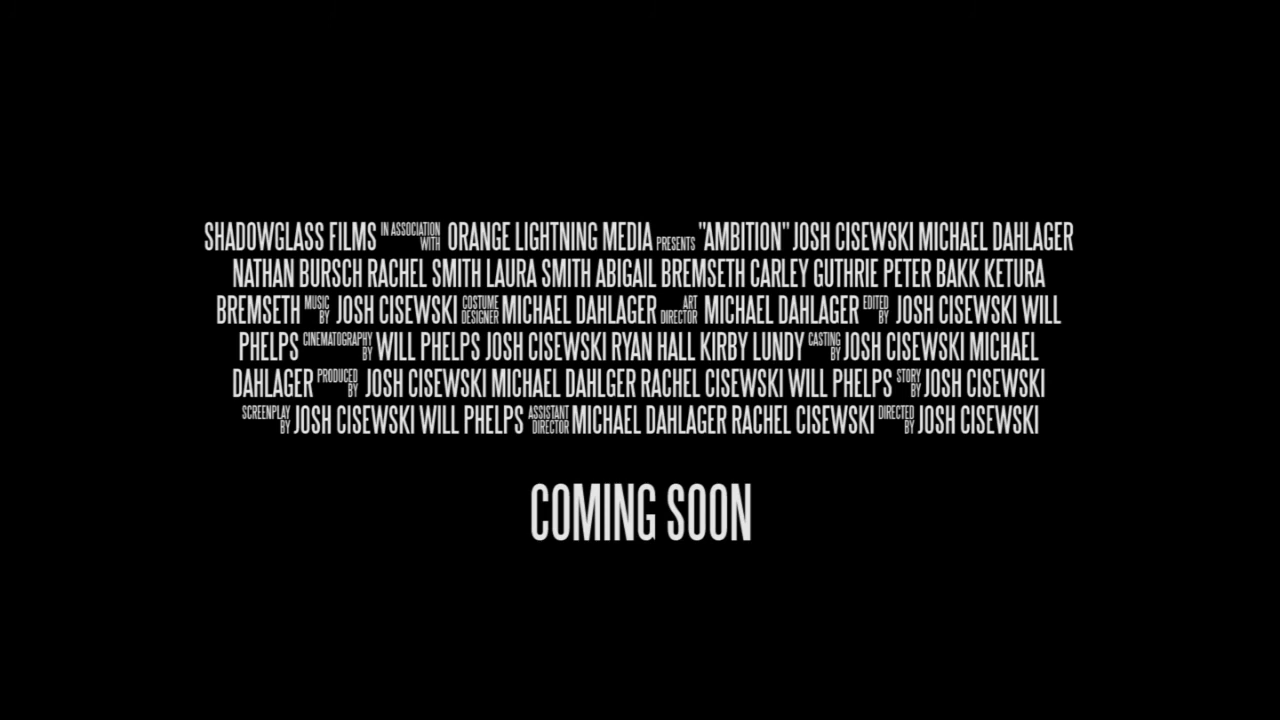 SHADOWGLASS FILMS IN ASSOCIATION WITH ORANGE LIGHTNING MEDIA PRESENTS "AMBITION" JOSH CISEWSKI MICHAEL DAHLAGER
NATHAN BURSCH RACHEL SMITH LAURA SMITH ABIGAIL BREMSETH CARLEY GUTHRIE PETER BAKK KETURA
BREMSETH MUSIC BY JOSH CISEWSKI COSTUME DESIGNER MICHAEL DAHLAGER ART DIRECTOR MICHAEL DAHLAGER EDITED BY JOSH CISEWSKI WILL
PHELPS CINEMATOGRAPHY BY WILL PHELPS JOSH CISEWSKI RYAN HALL KIRBY LUNDY CASTING BY JOSH CISEWSKI MICHAEL
DAHLAGER PRODUCED BY JOSH CISEWSKI MICHAEL DAHLGER RACHEL CISEWSKI WILL PHELPS STORY BY JOSH CISEWSKI
SCREENPLAY BY JOSH CISEWSKI WILL PHELPS ASSISTANT DIRECTOR MICHAEL DAHLAGER RACHEL CISEWSKI DIRECTED BY JOSH CISEWSKI
COMING SOON